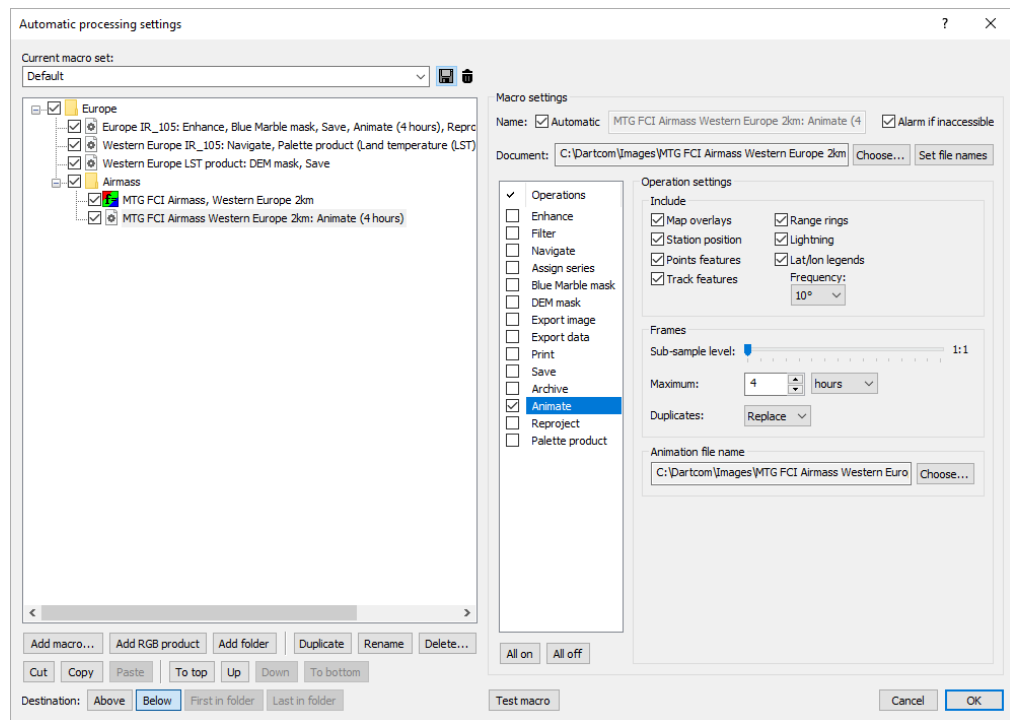 Automatic processing settings
?
Current macro set:
Default
Europe
Europe IR_105: Enhance, Blue Marble mask, Save, Animate (4 hours), Repro
Western Europe IR_105: Navigate, Palette product (Land temperature (LST)
Western Europe LST product: DEM mask, Save
Airmass
MTG FCI Airmass, Western Europe 2km
MTG FCI Airmass Western Europe 2km: Animate (4 hours)
Add macro... Add RGB product Add folder Duplicate Rename Delete...
Cut Copy Paste To top Up Down To bottom
Destination: Above Below First in folder Last in folder
Macro settings
Name: Automatic MTG FCI Airmass Western Europe 2km: Animate (4 Alarm if inaccessible
Document: C:\Dartcom\Images\MTG FCI Airmass Western Europe 2km Choose... Set file names
Operations
Enhance
Filter
Navigate
Assign series
Blue Marble mask
DEM mask
Export image
Export data
Print
Save
Archive
Animate
Reproject
Palette product
All on All off
Operation settings
Include
Map overlays Range rings
Station position Lightning
Points features Lat/lon legends
Track features Frequency:
10°
Frames
Sub-sample level: 1:1
Maximum: 4 hours
Duplicates: Replace
Animation file name
C:\Dartcom\Images\MTG FCI Airmass Western Euro Choose...
Test macro Cancel OK